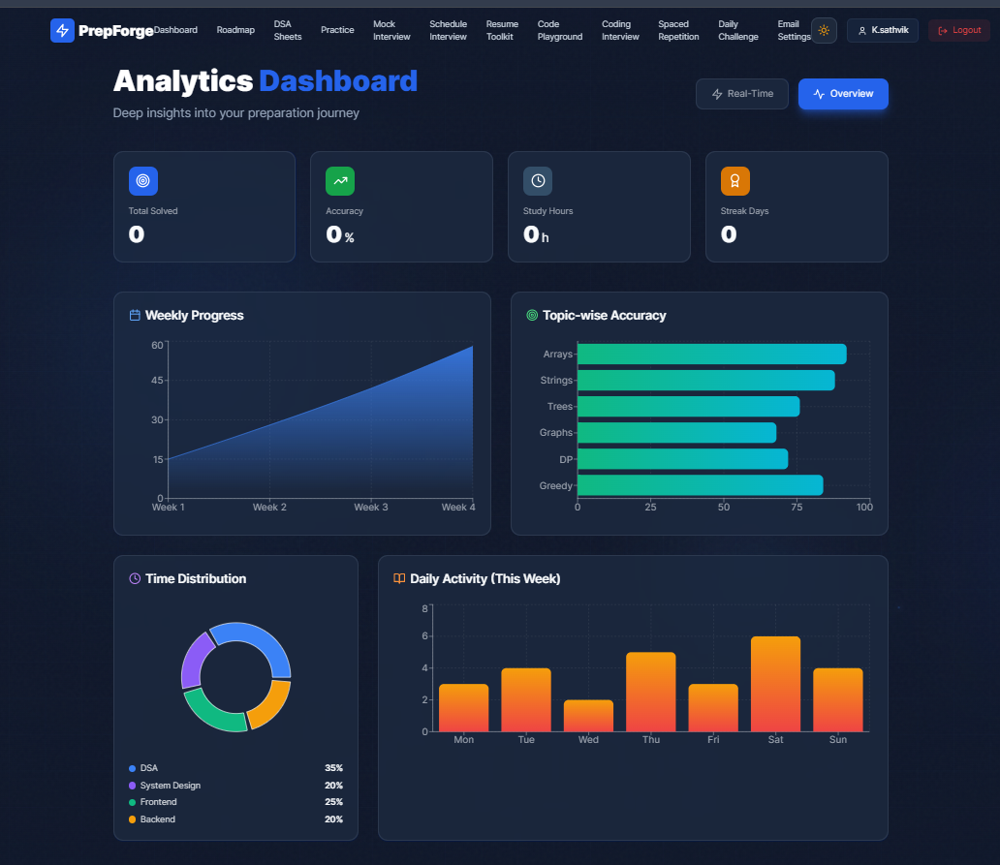 PrepForge
Dashboard
Roadmap
DSA
Sheets
Practice
Mock
Interview
Schedule
Interview
Resume
Toolkit
Code
Playground
Coding
Interview
Spaced
Repetition
Daily
Challenge
Email
Settings
K.sathvik
Logout
Analytics Dashboard
Deep insights into your preparation journey
Real-Time
Overview
Total Solved
0
Accuracy
0 %
Study Hours
0 h
Streak Days
0
Weekly Progress
60
45
30
15
0
Week 1 Week 2 Week 3 Week 4
Topic-wise Accuracy
Arrays
Strings
Trees
Graphs
DP
Greedy
0 25 50 75 100
Time Distribution
DSA 35%
System Design 20%
Frontend 25%
Backend 20%
Daily Activity (This Week)
8
6
4
2
0
Mon Tue Wed Thu Fri Sat Sun